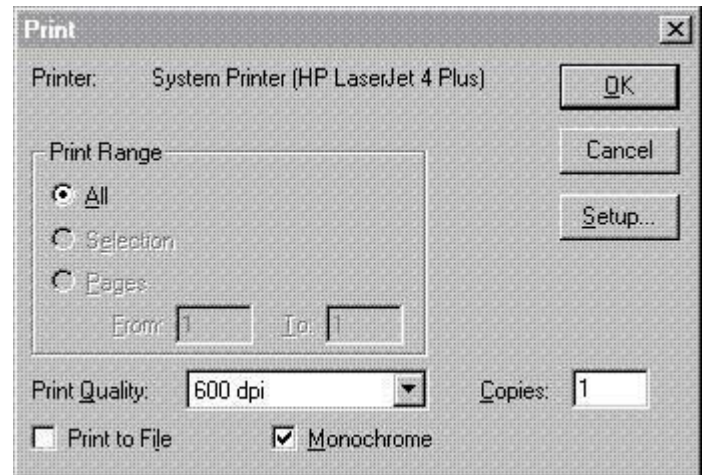 Print
Printer: System Printer (HP LaserJet 4 Plus)
OK
Print Range
Cancel
All
Setup...
Selection
Pages
From: 1 To: 1
Print Quality: 600 dpi Copies: 1
Print to File Monochrome